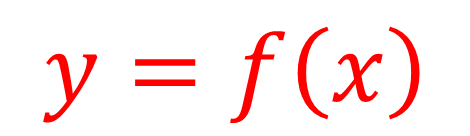 y = f(x)